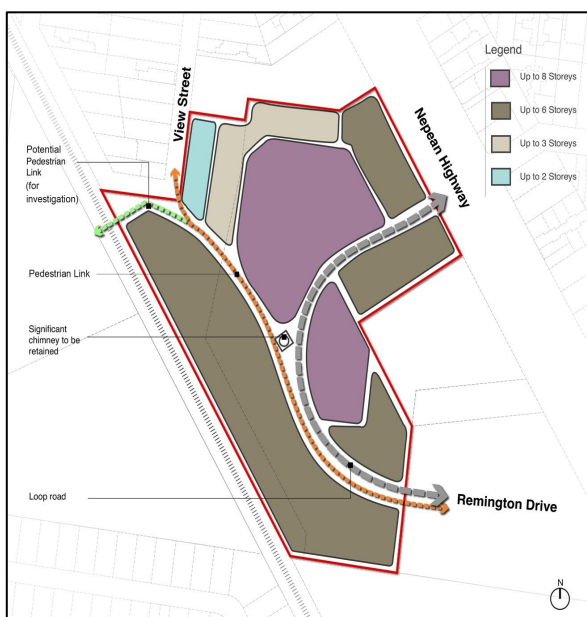 Legend
Up to 8 Storeys
Up to 6 Storeys
Up to 3 Storeys
Up to 2 Storeys
View Street
Nepean Highway
Potential
Pedestrian
Link
(for
investigation)
Pedestrian Link
Significant
chimney to be
retained
Loop road
Remington Drive
N